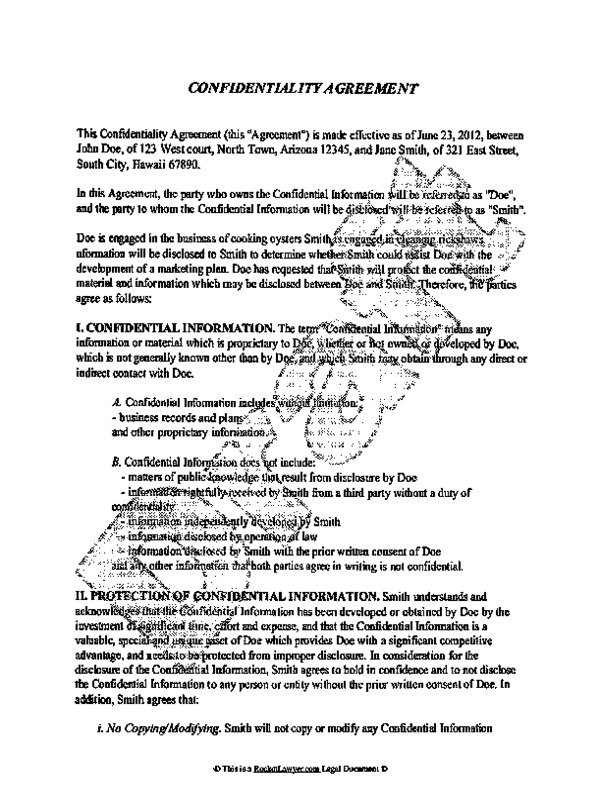 CONFIDENTIALITY AGREEMENT
This Confidentiality Agreement (this "Agreement") is made effective as of June 23, 2012, between
John Doe, of 123 West court, North Town, Arizona 12345, and Jane Smith, of 321 East Street,
South City, Hawaii 67890.
In this Agreement, the party who owns the Confidential Information will be referred to as "Doe",
and the party to whom the Confidential Information will be disclosed will be referred to as "Smith".
Doe is engaged in the business of cooking oysters Smith is engaged in cleaning rickshaws
nformation will be disclosed to Smith to determine whether Smith could assist Doe with the
development of a marketing plan. Doe has requested that Smith will protect the confidential
material and information which may be disclosed between Doe and Smith. Therefore, the parties
agree as follows:
I. CONFIDENTIAL INFORMATION. The term "Confidential Information" means any
information or material which is proprietary to Doe, whether or not owned or developed by Doe,
which is not generally known other than by Doe, and which Smith may obtain through any direct or
indirect contact with Doe.
A. Confidential Information includes without limitation:
- business records and plans
and other proprietary information.
B. Confidential Information does not include:
- matters of public knowledge that result from disclosure by Doe
- information rightfully received by Smith from a third party without a duty of
confidentiality
- information independently developed by Smith
- information disclosed by operation of law
- information disclosed by Smith with the prior written consent of Doe
and any other information that both parties agree in writing is not confidential.
II. PROTECTION OF CONFIDENTIAL INFORMATION. Smith understands and
acknowledges that the Confidential Information has been developed or obtained by Doe by the
investment of significant time, effort and expense, and that the Confidential Information is a
valuable, special and unique asset of Doe which provides Doe with a significant competitive
advantage, and needs to be protected from improper disclosure. In consideration for the
disclosure of the Confidential Information, Smith agrees to hold in confidence and to not disclose
the Confidential Information to any person or entity without the prior written consent of Doe. In
addition, Smith agrees that:
i. No Copying/Modifying. Smith will not copy or modify any Confidential Information
This is a RocketLawyer.com Legal Document